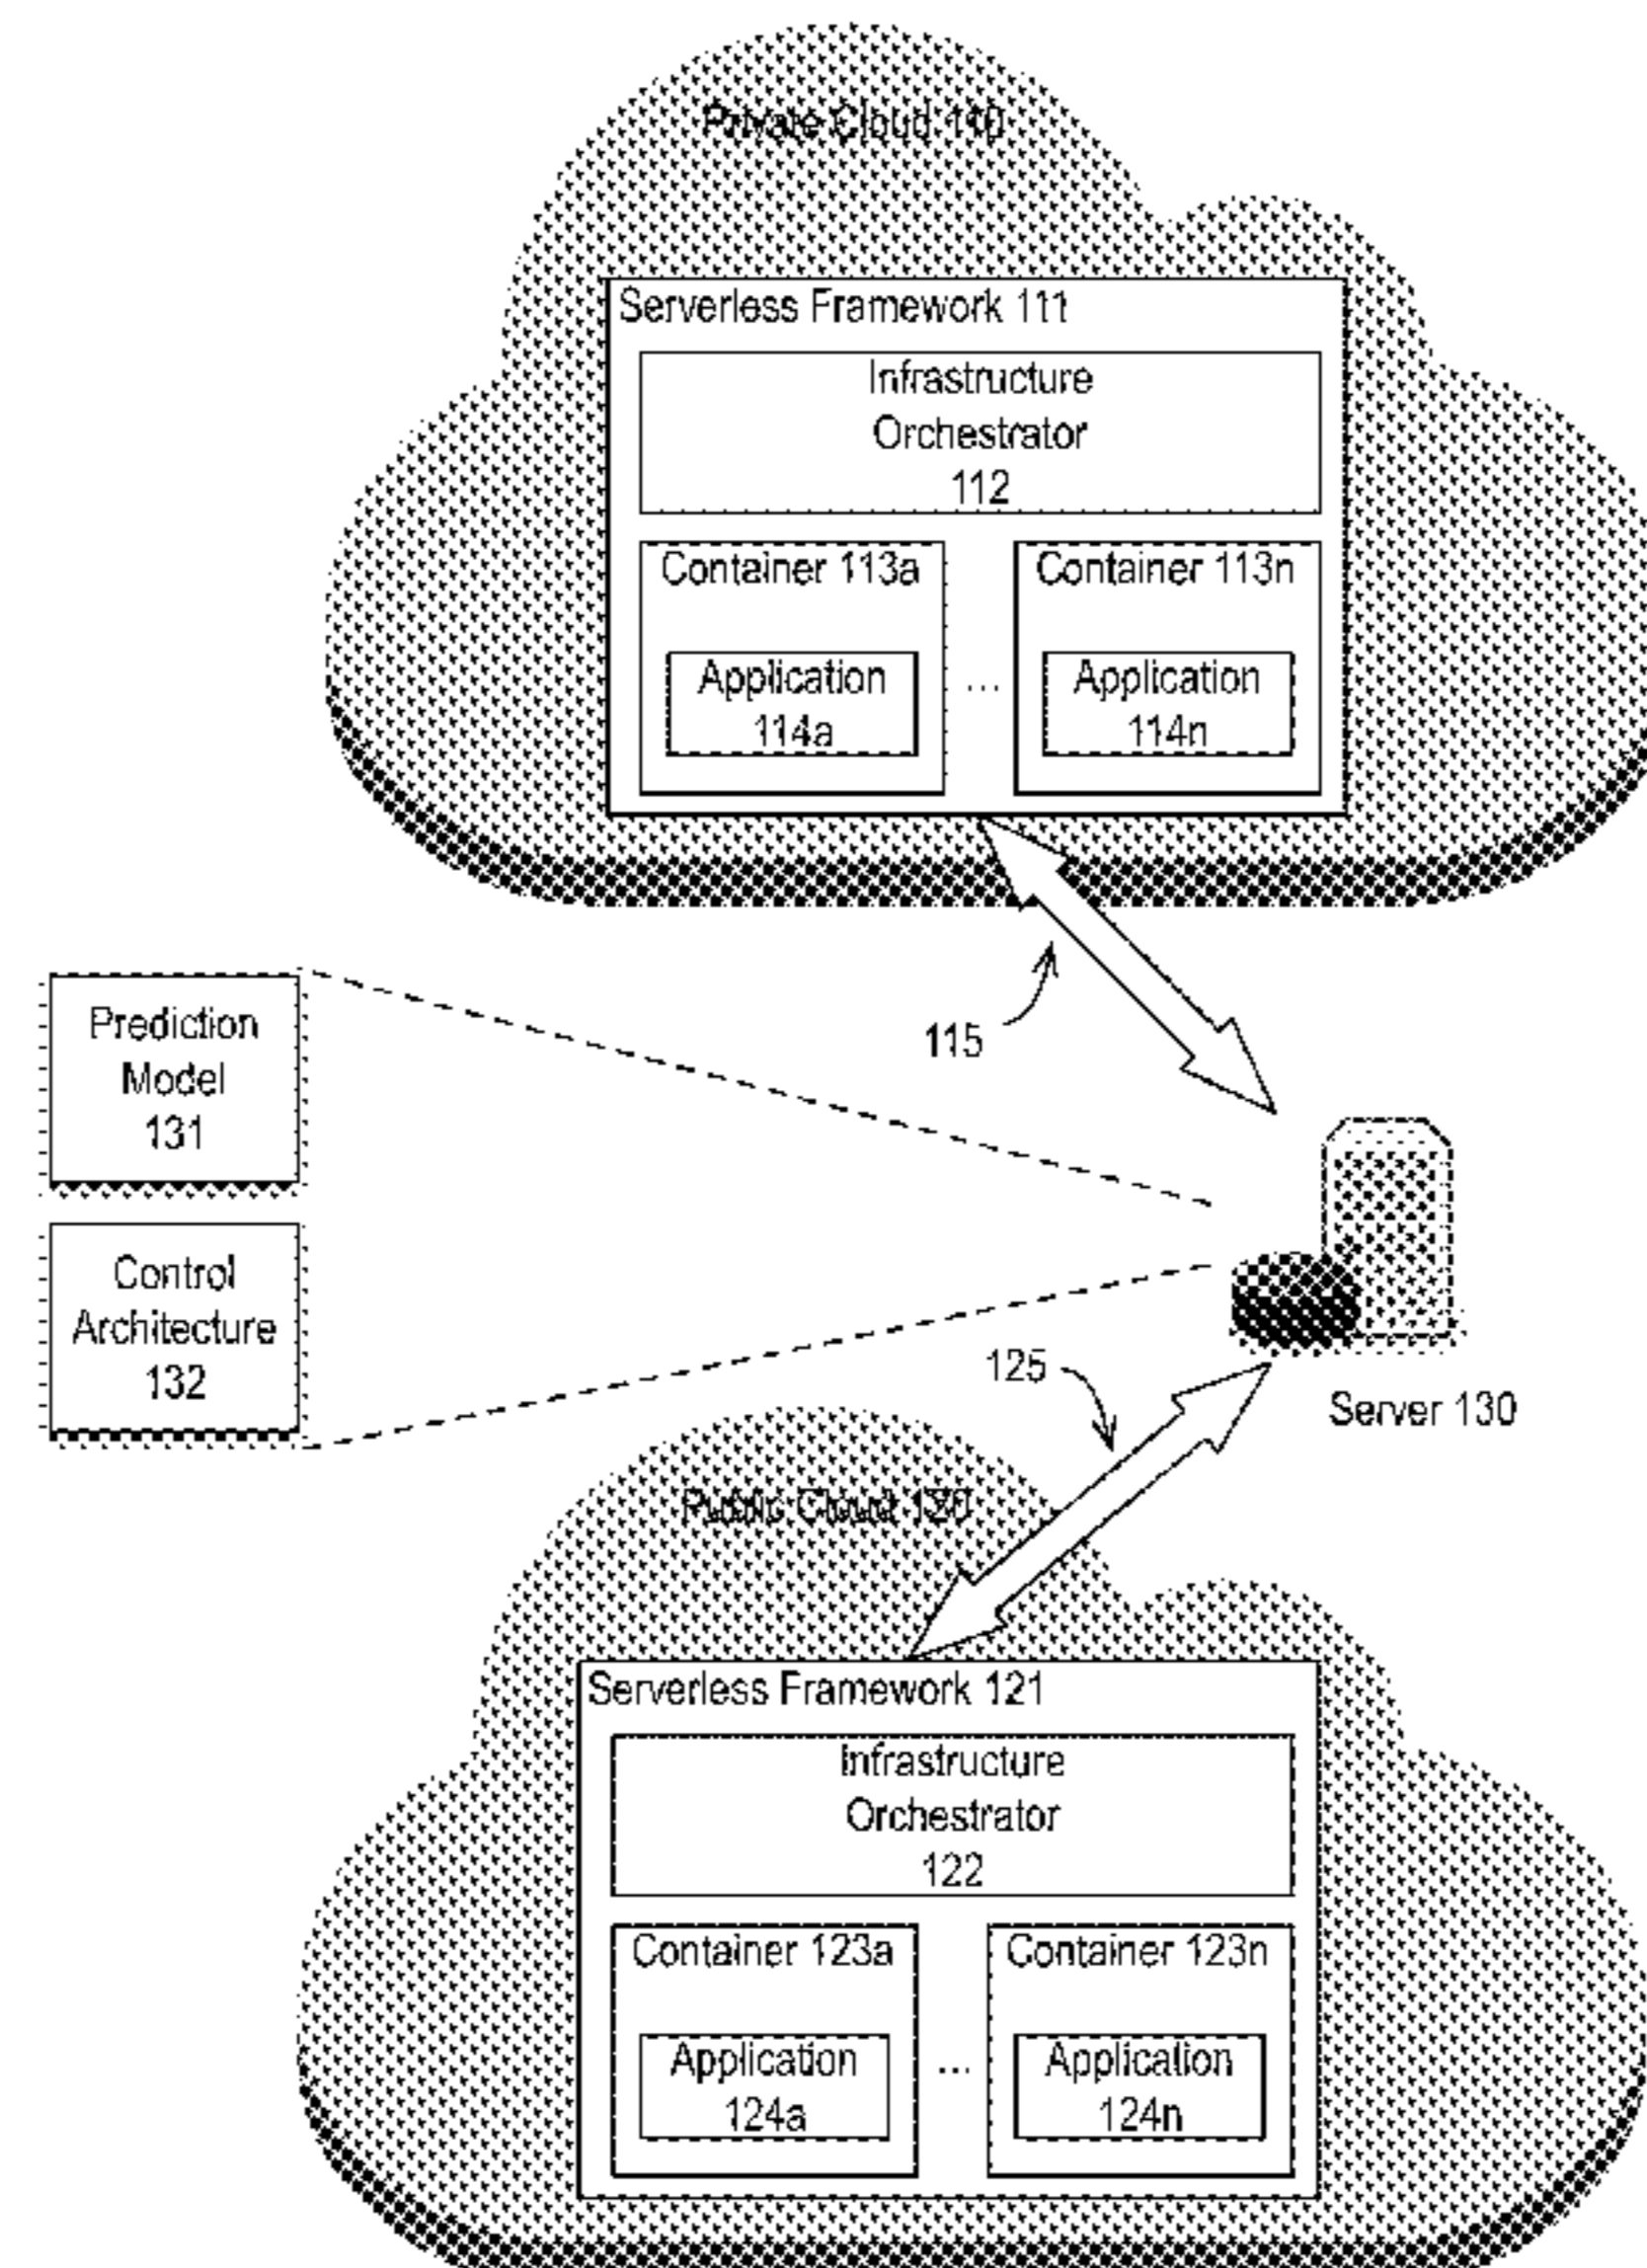 Private Cloud 110
Serverless Framework 111
Infrastructure
Orchestrator
112
Container 113a
Container 113n
Application
114a
...
Application
114n
115
Prediction
Model
131
Control
Architecture
132
125
Server 130
Public Cloud 120
Serverless Framework 121
Infrastructure
Orchestrator
122
Container 123a
Container 123n
Application
124a
...
Application
124n